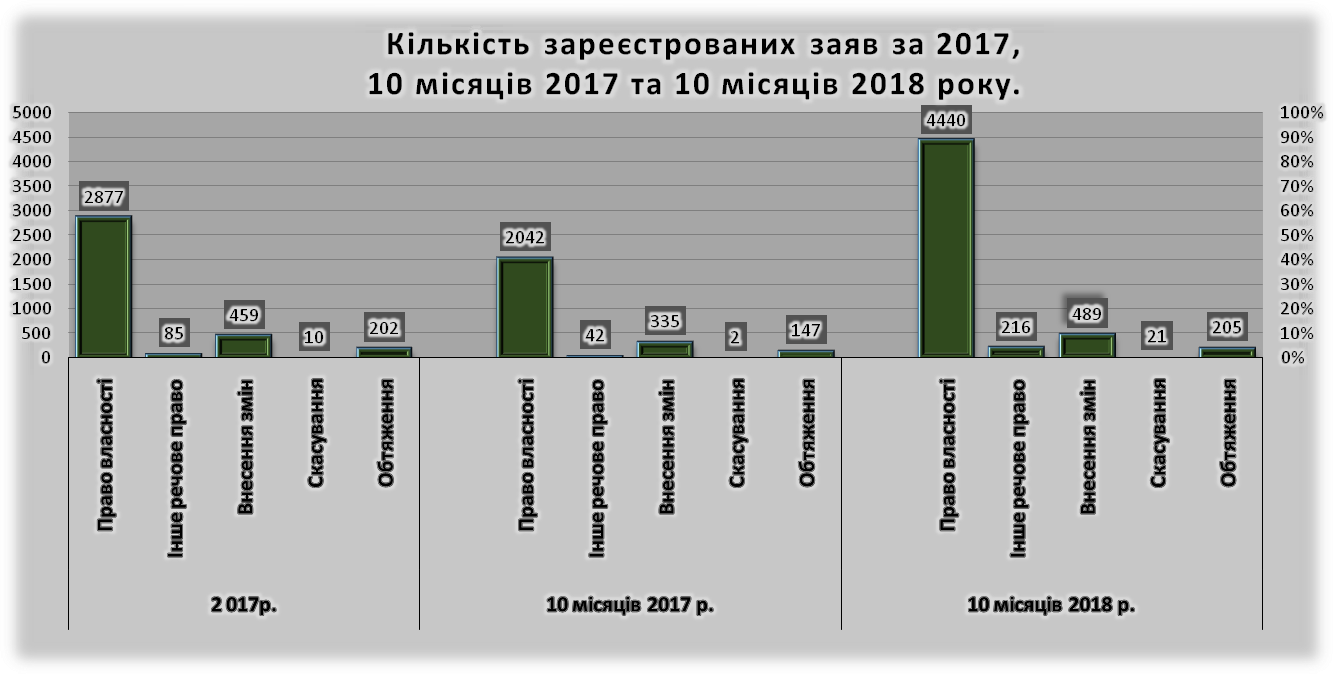 Кількість зареєстрованих заяв за 2017,
10 місяців 2017 та 10 місяців 2018 року.
5000
4500
4000
3500
3000
2500
2000
1500
1000
500
0
100%
90%
80%
70%
60%
50%
40%
30%
20%
10%
0%
2877
85
459
10
202
2042
42
335
2
147
4440
216
489
21
205
Право власності
Інше речове право
Внесення змін
Скасування
Обтяження
Право власності
Інше речове право
Внесення змін
Скасування
Обтяження
Право власності
Інше речове право
Внесення змін
Скасування
Обтяження
2 017р.
10 місяців 2017 р.
10 місяців 2018 р.